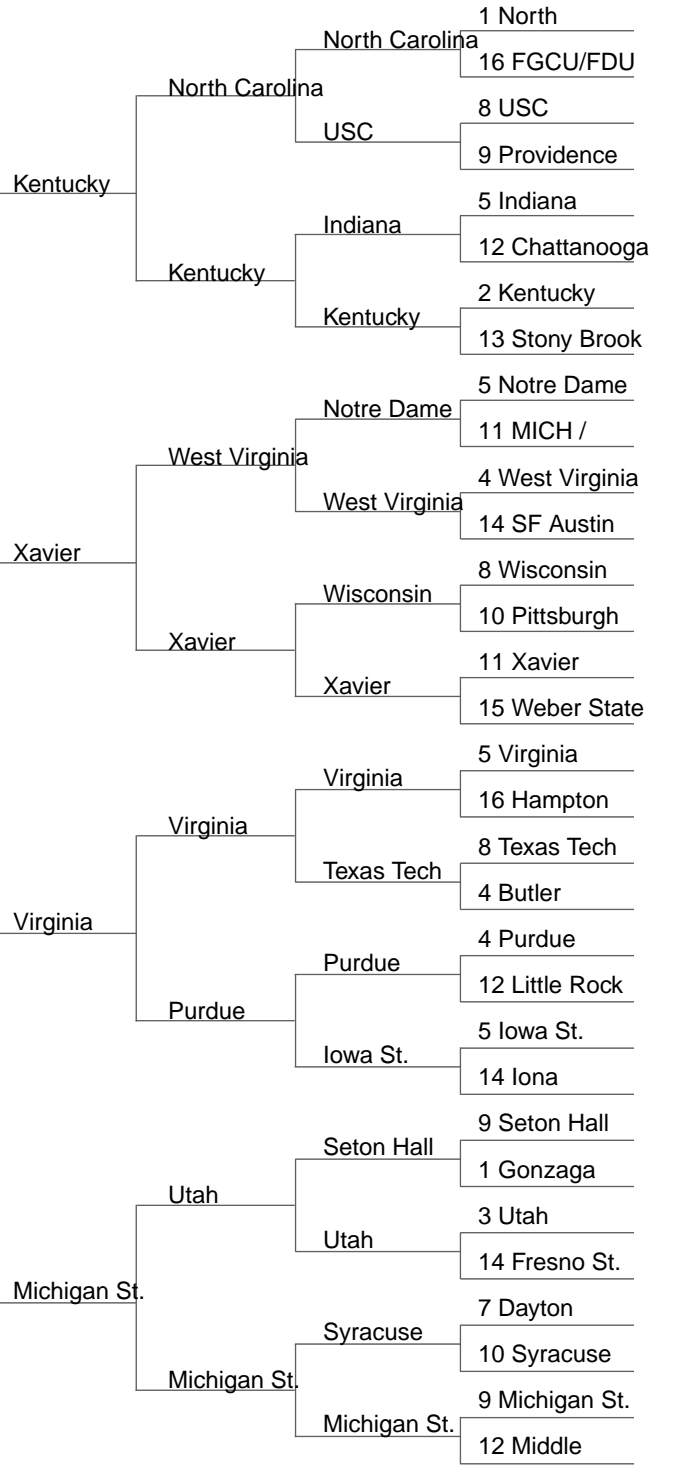 1 North
North Carolina
16 FGCU/FDU
North Carolina
8 USC
USC
9 Providence
Kentucky
5 Indiana
Indiana
12 Chattanooga
Kentucky
2 Kentucky
Kentucky
13 Stony Brook
5 Notre Dame
Notre Dame
11 MICH /
West Virginia
4 West Virginia
West Virginia
14 SF Austin
Xavier
8 Wisconsin
Wisconsin
10 Pittsburgh
Xavier
11 Xavier
Xavier
15 Weber State
5 Virginia
Virginia
16 Hampton
Virginia
8 Texas Tech
Texas Tech
4 Butler
Virginia
4 Purdue
Purdue
12 Little Rock
Purdue
5 Iowa St.
Iowa St.
14 Iona
9 Seton Hall
Seton Hall
1 Gonzaga
Utah
3 Utah
Utah
14 Fresno St.
Michigan St.
7 Dayton
Syracuse
10 Syracuse
Michigan St.
9 Michigan St.
Michigan St.
12 Middle